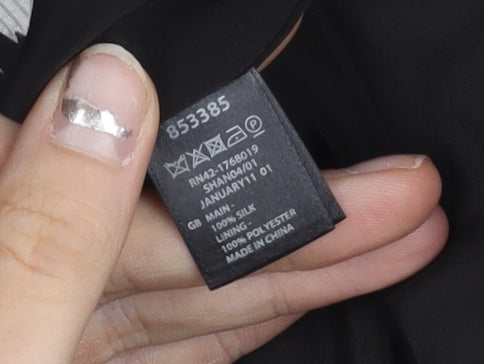 853385
P
RN42-1768019
SHAN04/01
JANUARY11 01
GB MAIN -
100% SILK
LINING -
100% POLYESTER
MADE IN CHINA